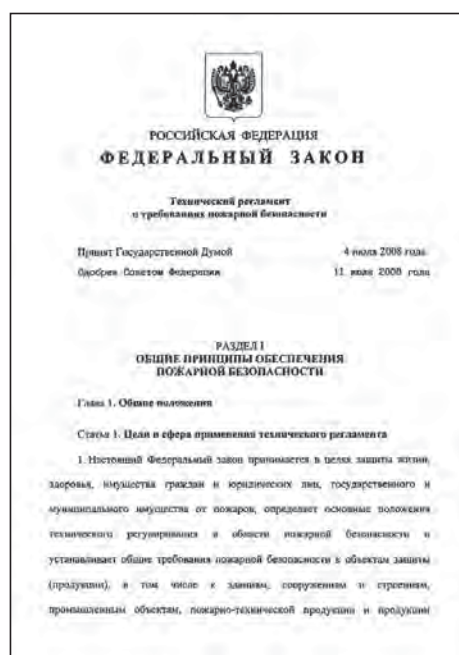 РОССИЙСКАЯ ФЕДЕРАЦИЯ
ФЕДЕРАЛЬНЫЙ ЗАКОН
Технический регламент
о требованиях пожарной безопасности
Принят Государственной Думой 4 июля 2008 года
Одобрен Советом Федерации 11 июля 2008 года
РАЗДЕЛ I
ОБЩИЕ ПРИНЦИПЫ ОБЕСПЕЧЕНИЯ
ПОЖАРНОЙ БЕЗОПАСНОСТИ
Глава 1. Общие положения
Статья 1. Цели и сфера применения технического регламента
1. Настоящий Федеральный закон принимается в целях защиты жизни,
здоровья, имущества граждан и юридических лиц, государственного и
муниципального имущества от пожаров, определяет основные положения
технического регулирования в области пожарной безопасности и
устанавливает общие требования пожарной безопасности к объектам защиты
(продукции), в том числе к зданиям, сооружениям и строениям,
промышленным объектам, пожарно-технической продукции и продукции